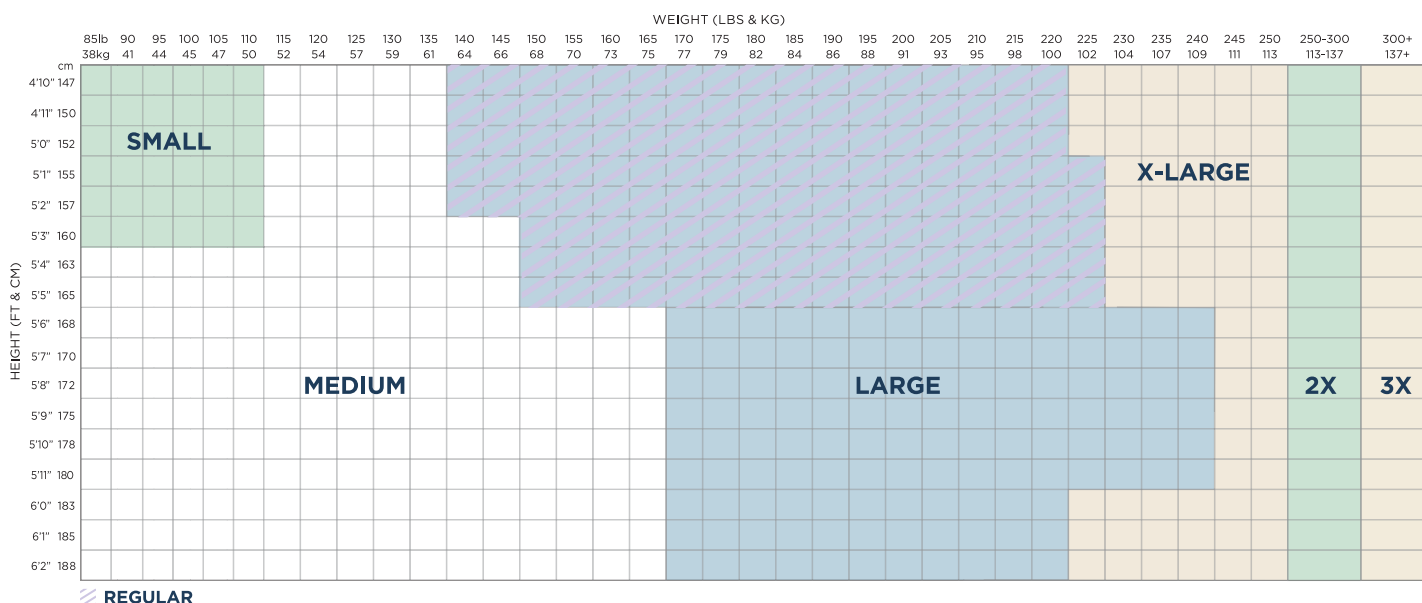 WEIGHT (LBS & KG)
85lb 90 95 100 105 110 115 120 125 130 135 140 145 150 155 160 165 170 175 180 185 190 195 200 205 210 215 220 225 230 235 240 245 250 250–300 300+
38kg 41 44 45 47 50 52 54 57 59 61 64 66 68 70 73 75 77 79 82 84 86 88 91 93 95 98 100 102 104 107 109 111 113 113–137 137+
cm
4'10" 147
4'11" 150
5'0" 152
SMALL
5'1" 155
X-LARGE
5'2" 157
5'3" 160
5'4" 163
5'5" 165
5'6" 168
5'7" 170
5'8" 172
MEDIUM LARGE 2X 3X
5'9" 175
5'10" 178
5'11" 180
6'0" 183
6'1" 185
6'2" 188
HEIGHT (FT & CM)
REGULAR